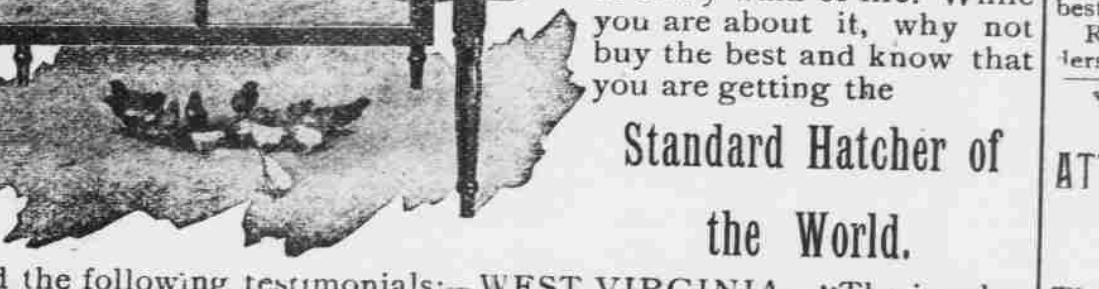 you are about it, why not
buy the best and know that
you are getting the
Standard Hatcher of
the World.
the following testimonials:— WEST VIRGINIA
best